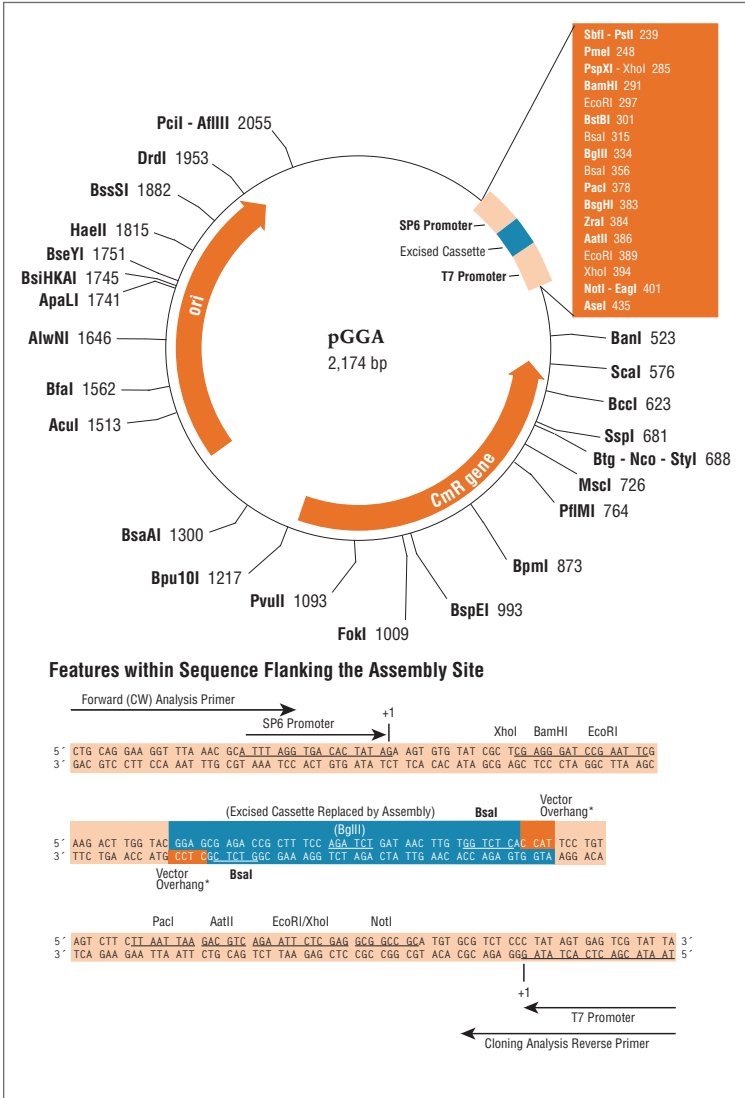 SbfI - PstI 239
PmeI 248
PspXI - XhoI 285
BamHI 291
EcoRI 297
BstBI 301
BsaI 315
BglII 334
BsaI 356
PacI 378
BsgHI 383
ZraI 384
AatII 386
EcoRI 389
XhoI 394
NotI - EagI 401
AseI 435
PciI - AflIII 2055
DrdI 1953
BssSI 1882
HaeII 1815
BseYI 1751
BsiHKAI 1745
ApaLI 1741
AlwNI 1646
BfaI 1562
AcuI 1513
BsaAI 1300
Bpu10I 1217
PvuII 1093
FokI 1009
BspEI 993
BpmI 873
PflMI 764
MscI 726
Btg - Nco - StyI 688
SspI 681
BccI 623
ScaI 576
BanI 523
SP6 Promoter
Excised Cassette
T7 Promoter
ori
CmR gene
pGGA
2,174 bp
Features within Sequence Flanking the Assembly Site
Forward (CW) Analysis Primer
+1
SP6 Promoter
XhoI BamHI EcoRI
5´ CTG CAG GAA GGT TTA AAC GCA TTT AGG TGA CAC TAT AGA AGT GTG TAT CGC TCG AGG GAT CCG AAT TCG
3´ GAC GTC CTT CCA AAT TTG CGT AAA TCC ACT GTG ATA TCT TCA CAC ATA GCG AGC TCC CTA GGC TTA AGC
(Excised Cassette Replaced by Assembly) BsaI Vector
Overhang*
(BglII)
AAG ACT TGG TAC GGA GCG AGA CCG CTT TCC AGA TCT GAT AAC TTG TGG TCT CAC CAT TCC TGT
TTC TGA ACC ATG CCT CGC TCT GGC GAA AGG TCT AGA CTA TTG AAC ACC AGA GTG GTA AGG ACA
Vector
Overhang*
BsaI
PacI AatII EcoRI/XhoI NotI
5´ AGT CTT CTT AAT TAA GAC GTC AGA ATT CTC GAG GCG GCC GCA TGT GCG TCT CCC TAT AGT GAG TCG TAT TA 3´
3´ TCA GAA GAA TTA ATT CTG CAG TCT TAA GAG CTC CGC CGG CGT ACA CGC AGA GGG ATA TCA CTC AGC ATA AT 5´
+1
T7 Promoter
Cloning Analysis Reverse Primer